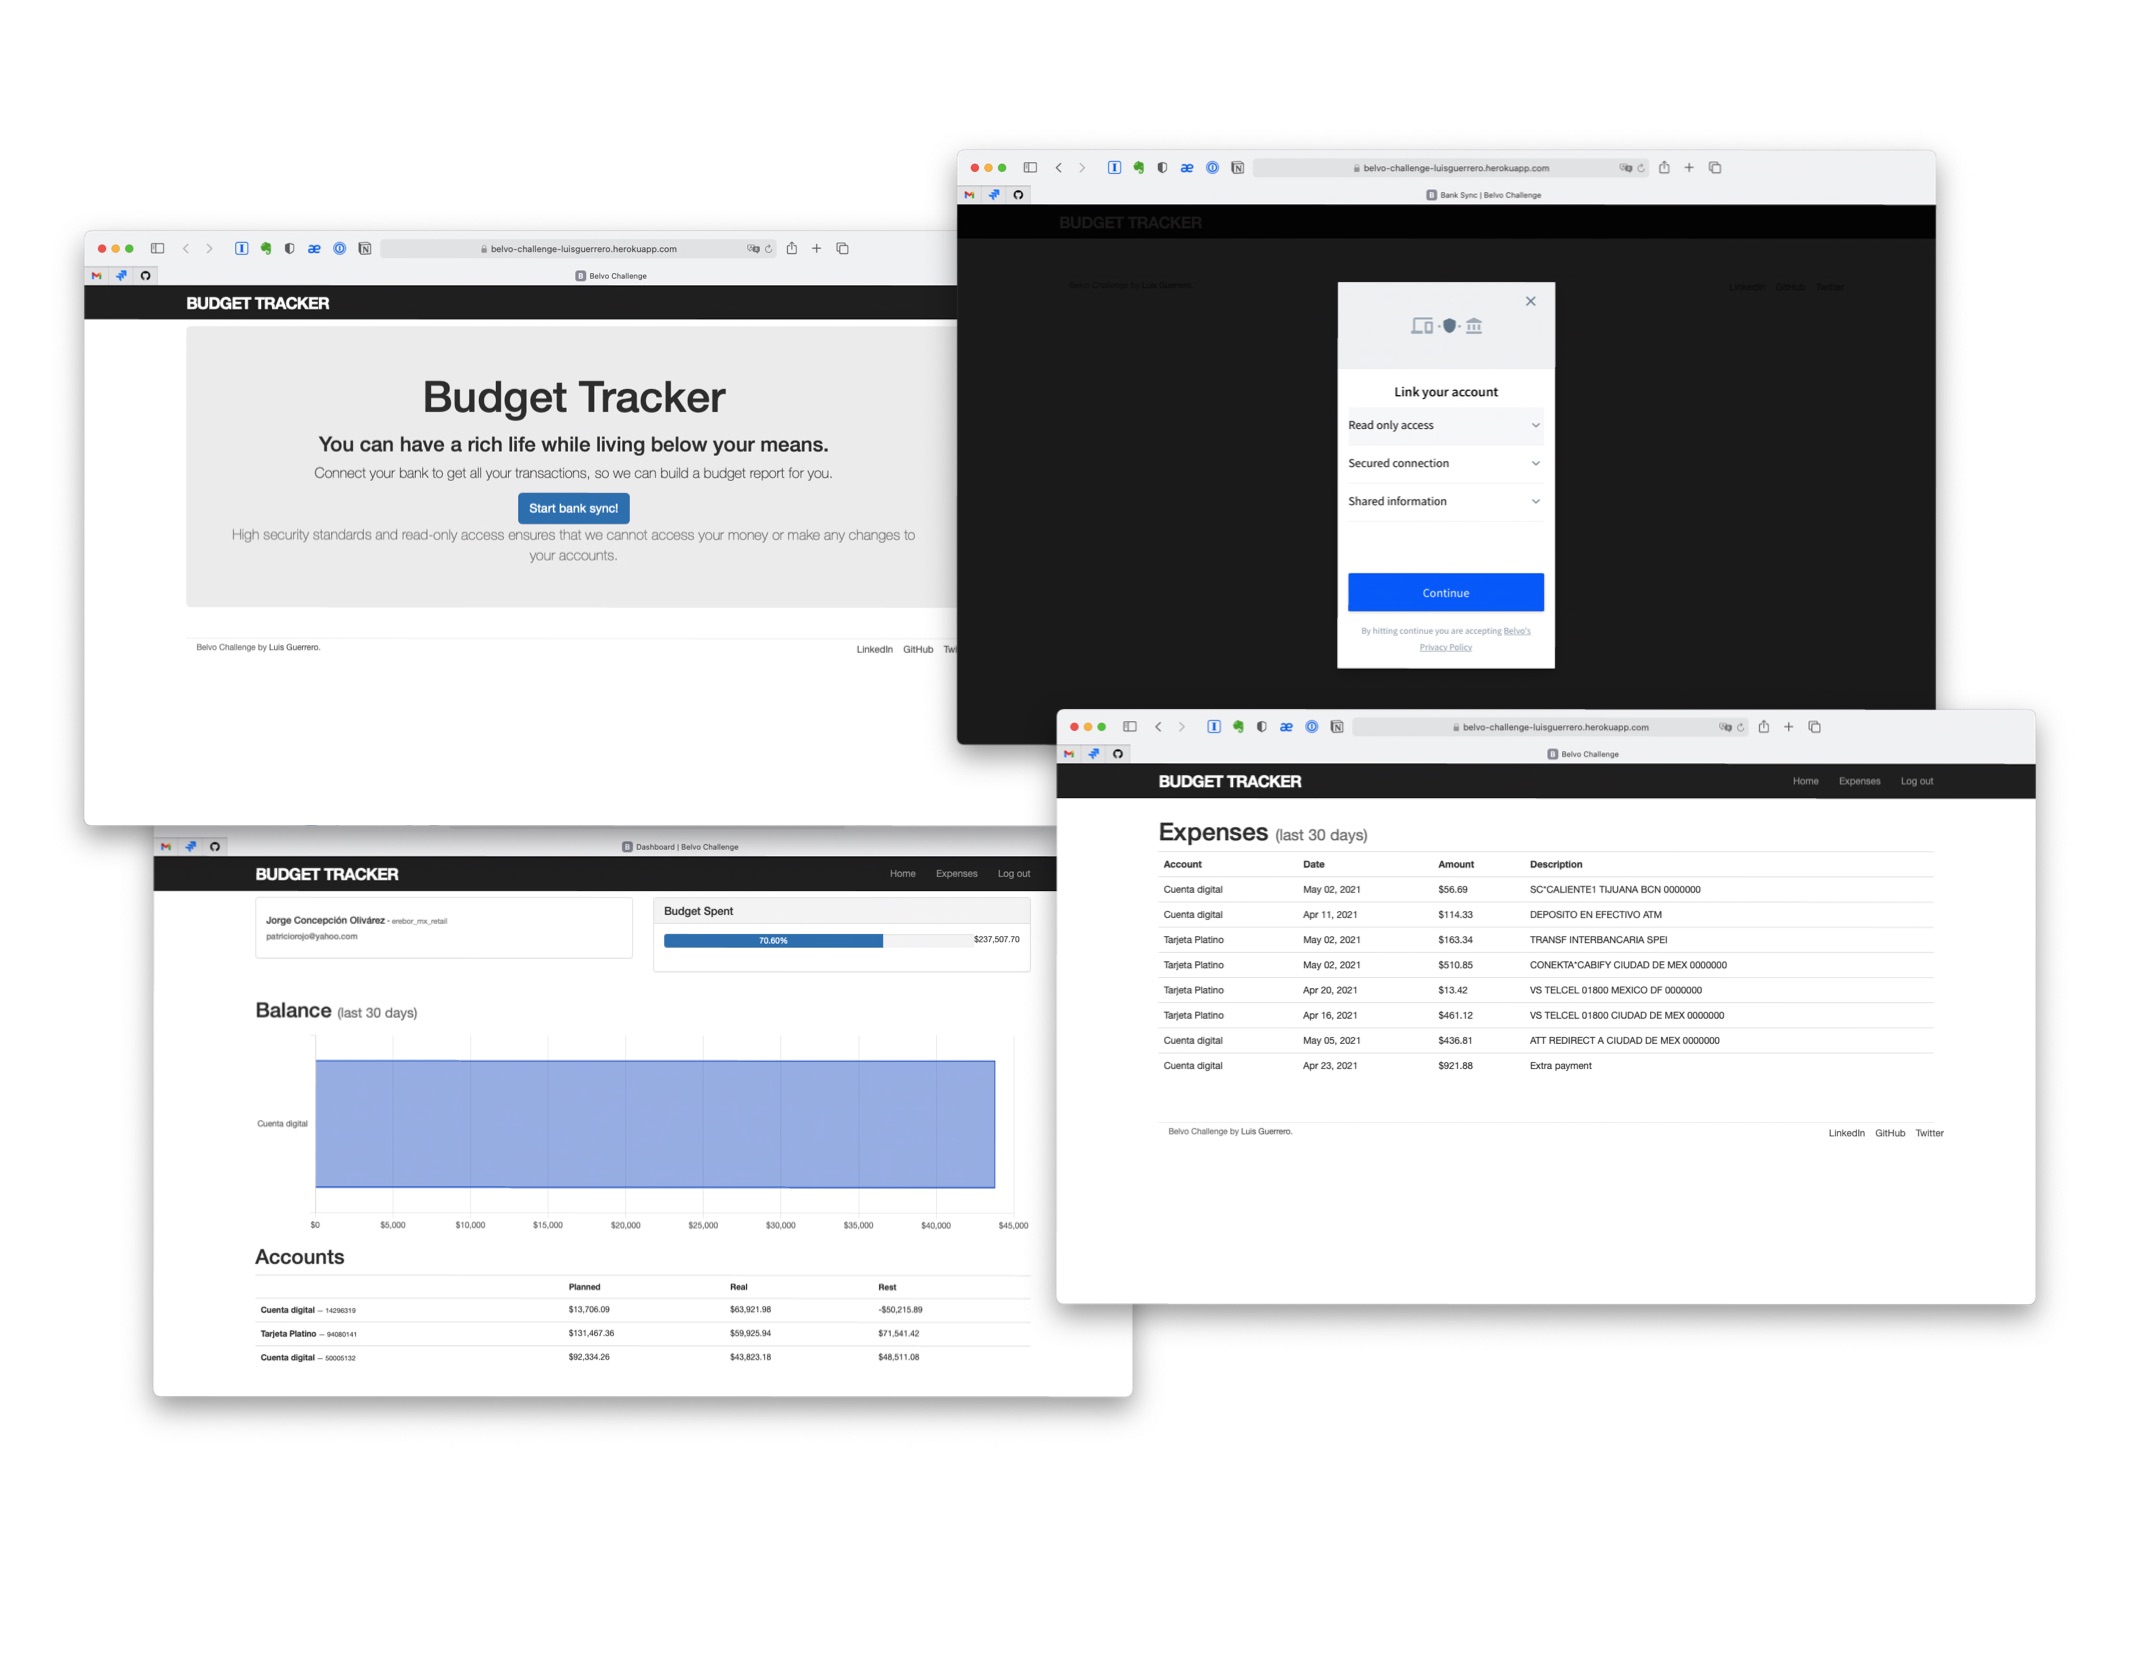 belvo-challenge-luisguerrero.herokuapp.com
Belvo Challenge
BUDGET TRACKER
Budget Tracker
You can have a rich life while living below your means.
Connect your bank to get all your transactions, so we can build a budget report for you.
Start bank sync!
High security standards and read-only access ensures that we cannot access your money or make any changes to
your accounts.
Belvo Challenge by Luis Guerrero.
LinkedIn GitHub Twi
belvo-challenge-luisguerrero.herokuapp.com
Bank Sync | Belvo Challenge
BUDGET TRACKER
Belvo Challenge by Luis Guerrero.
LinkedIn GitHub Twitter
Link your account
Read only access
Secured connection
Shared information
Continue
By hitting continue you are accepting Belvo's
Privacy Policy
Dashboard | Belvo Challenge
BUDGET TRACKER
Home Expenses Log out
Jorge Concepción Olivárez - erebor_mx_retail
patriciorojo@yahoo.com
Budget Spent
70.60% $237,507.70
Balance (last 30 days)
Cuenta digital
$0 $5,000 $10,000 $15,000 $20,000 $25,000 $30,000 $35,000 $40,000 $45,000
Accounts
Planned Real Rest
Cuenta digital — 14296319 $13,706.09 $63,921.98 -$50,215.89
Tarjeta Platino — 94080141 $131,467.36 $59,925.94 $71,541.42
Cuenta digital — 50005132 $92,334.26 $43,823.18 $48,511.08
belvo-challenge-luisguerrero.herokuapp.com
Belvo Challenge
BUDGET TRACKER
Home Expenses Log out
Expenses (last 30 days)
Account Date Amount Description
Cuenta digital May 02, 2021 $56.69 SC*CALIENTE1 TIJUANA BCN 0000000
Cuenta digital Apr 11, 2021 $114.33 DEPOSITO EN EFECTIVO ATM
Tarjeta Platino May 02, 2021 $163.34 TRANSF INTERBANCARIA SPEI
Tarjeta Platino May 02, 2021 $510.85 CONEKTA*CABIFY CIUDAD DE MEX 0000000
Tarjeta Platino Apr 20, 2021 $13.42 VS TELCEL 01800 MEXICO DF 0000000
Tarjeta Platino Apr 16, 2021 $461.12 VS TELCEL 01800 CIUDAD DE MEX 0000000
Cuenta digital May 05, 2021 $436.81 ATT REDIRECT A CIUDAD DE MEX 0000000
Cuenta digital Apr 23, 2021 $921.88 Extra payment
Belvo Challenge by Luis Guerrero.
LinkedIn GitHub Twitter